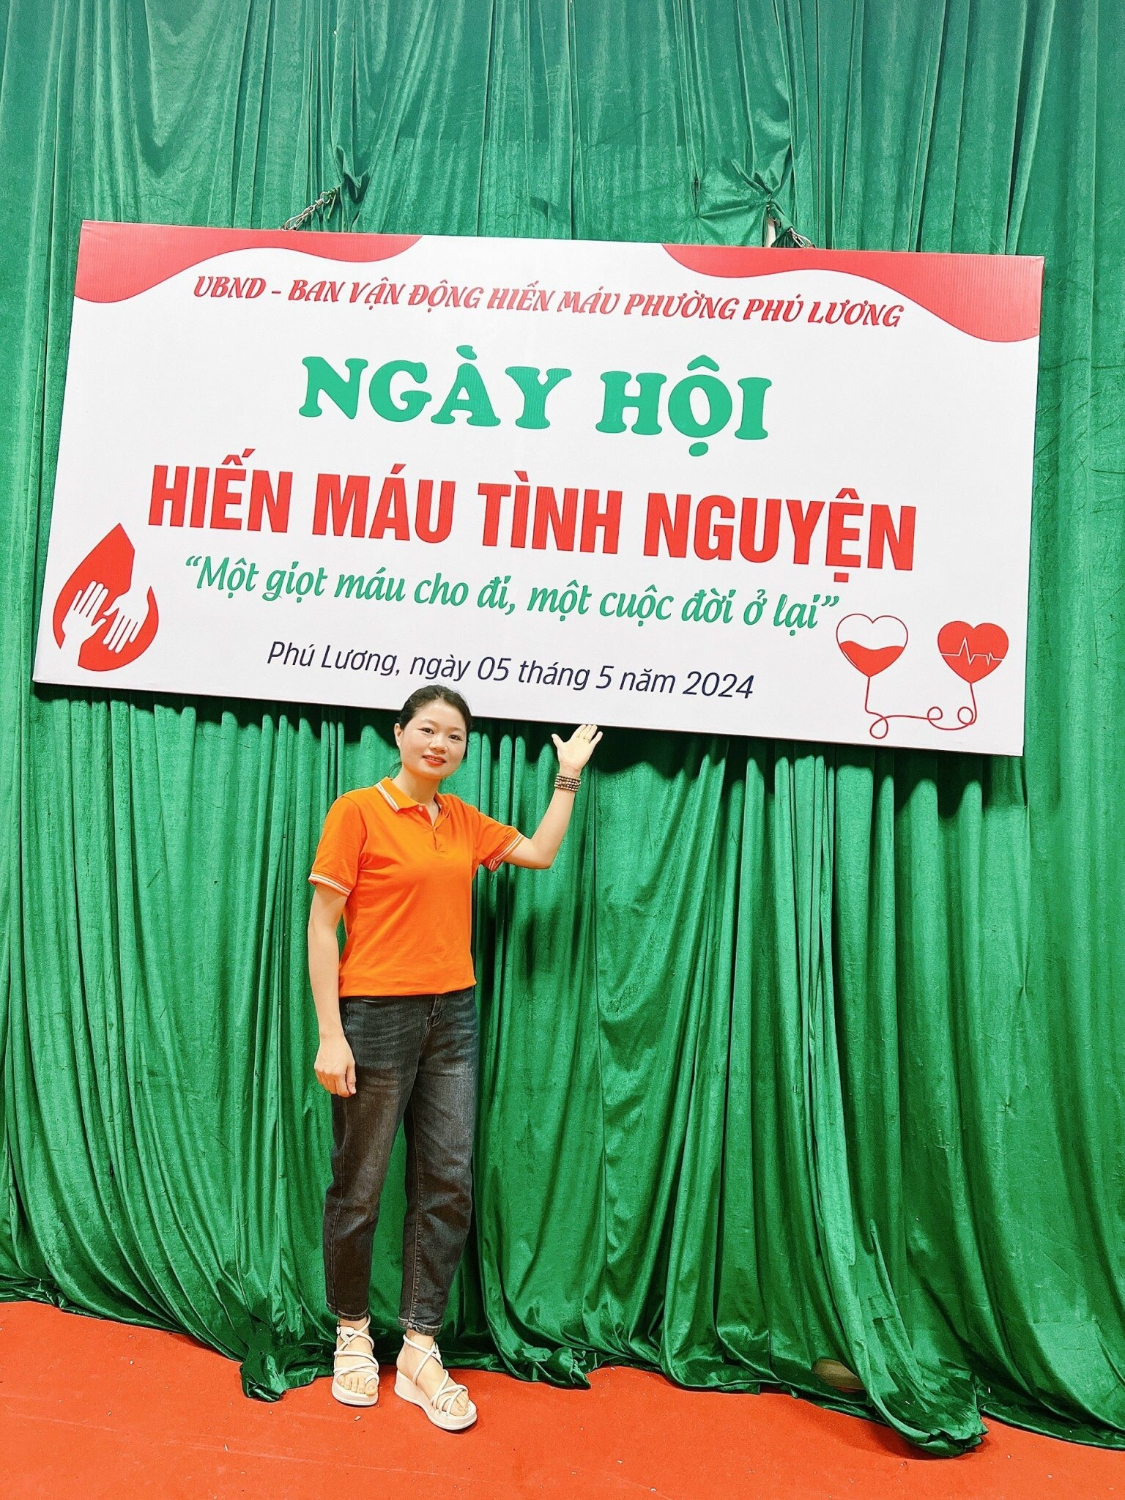 UBND - BAN VẬN ĐỘNG HIẾN MÁU PHƯỜNG PHÚ LƯƠNG
NGÀY HỘI
HIẾN MÁU TÌNH NGUYỆN
“Một giọt máu cho đi, một cuộc đời ở lại”
Phú Lương, ngày 05 tháng 5 năm 2024